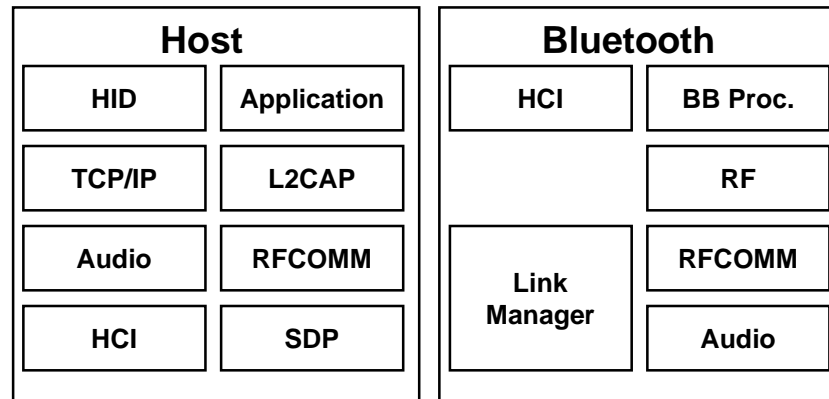 Host
HID
Application
TCP/IP
L2CAP
Audio
RFCOMM
HCI
SDP
Bluetooth
HCI
BB Proc.
RF
Link
Manager
RFCOMM
Audio